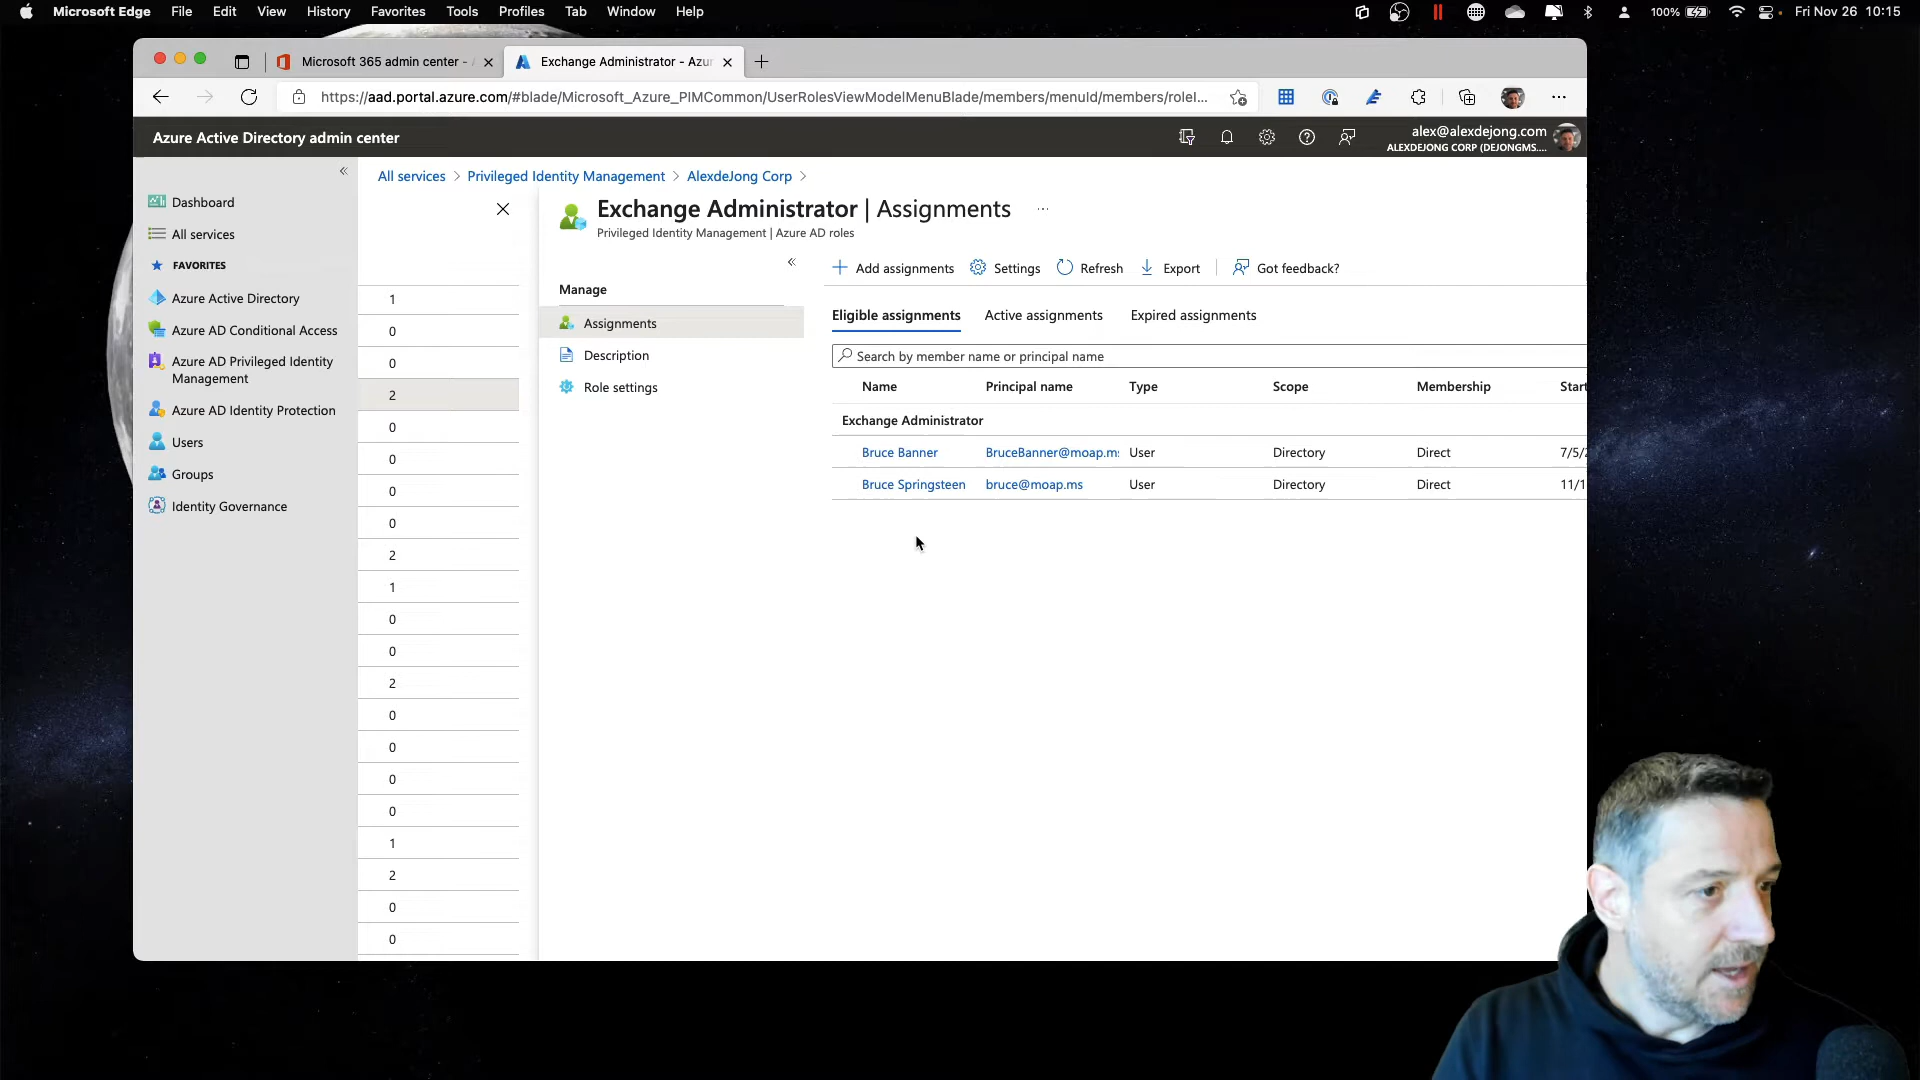 Microsoft Edge File Edit View History Favorites Tools Profiles Tab Window Help 100% Fri Nov 26 10:15
Microsoft 365 admin center - Exchange Administrator - Azur
https://aad.portal.azure.com/#blade/Microsoft_Azure_PIMCommon/UserRolesViewModelMenuBlade/members/menuId/members/roleI...
Azure Active Directory admin center
alex@alexdejong.com
ALEXDEJONG CORP (DEJONGMS....
Dashboard
All services
FAVORITES
Azure Active Directory
Azure AD Conditional Access
Azure AD Privileged Identity
Management
Azure AD Identity Protection
Users
Groups
Identity Governance
All services > Privileged Identity Management > AlexdeJong Corp >
1
0
0
2
0
0
0
0
2
1
0
0
2
0
0
0
0
1
2
0
0
Exchange Administrator | Assignments ...
Privileged Identity Management | Azure AD roles
Manage
Assignments
Description
Role settings
Add assignments Settings Refresh Export Got feedback?
Eligible assignments Active assignments Expired assignments
Search by member name or principal name
Name Principal name Type Scope Membership Start
Exchange Administrator
Bruce Banner BruceBanner@moap.ms User Directory Direct 7/5/2
Bruce Springsteen bruce@moap.ms User Directory Direct 11/1